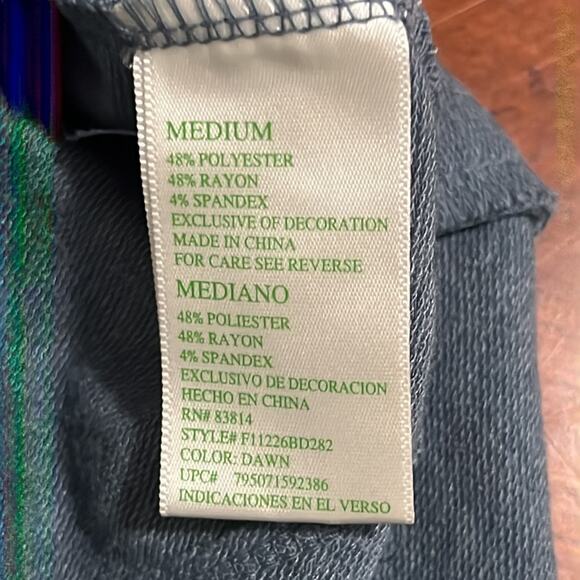 MEDIUM
48% POLYESTER
48% RAYON
4% SPANDEX
EXCLUSIVE OF DECORATION
MADE IN CHINA
FOR CARE SEE REVERSE
MEDIANO
48% POLIESTER
48% RAYON
4% SPANDEX
EXCLUSIVO DE DECORACION
HECHO EN CHINA
RN# 83814
STYLE# F11226BD282
COLOR: DAWN
UPC# 795071592386
INDICACIONES EN EL VERSO